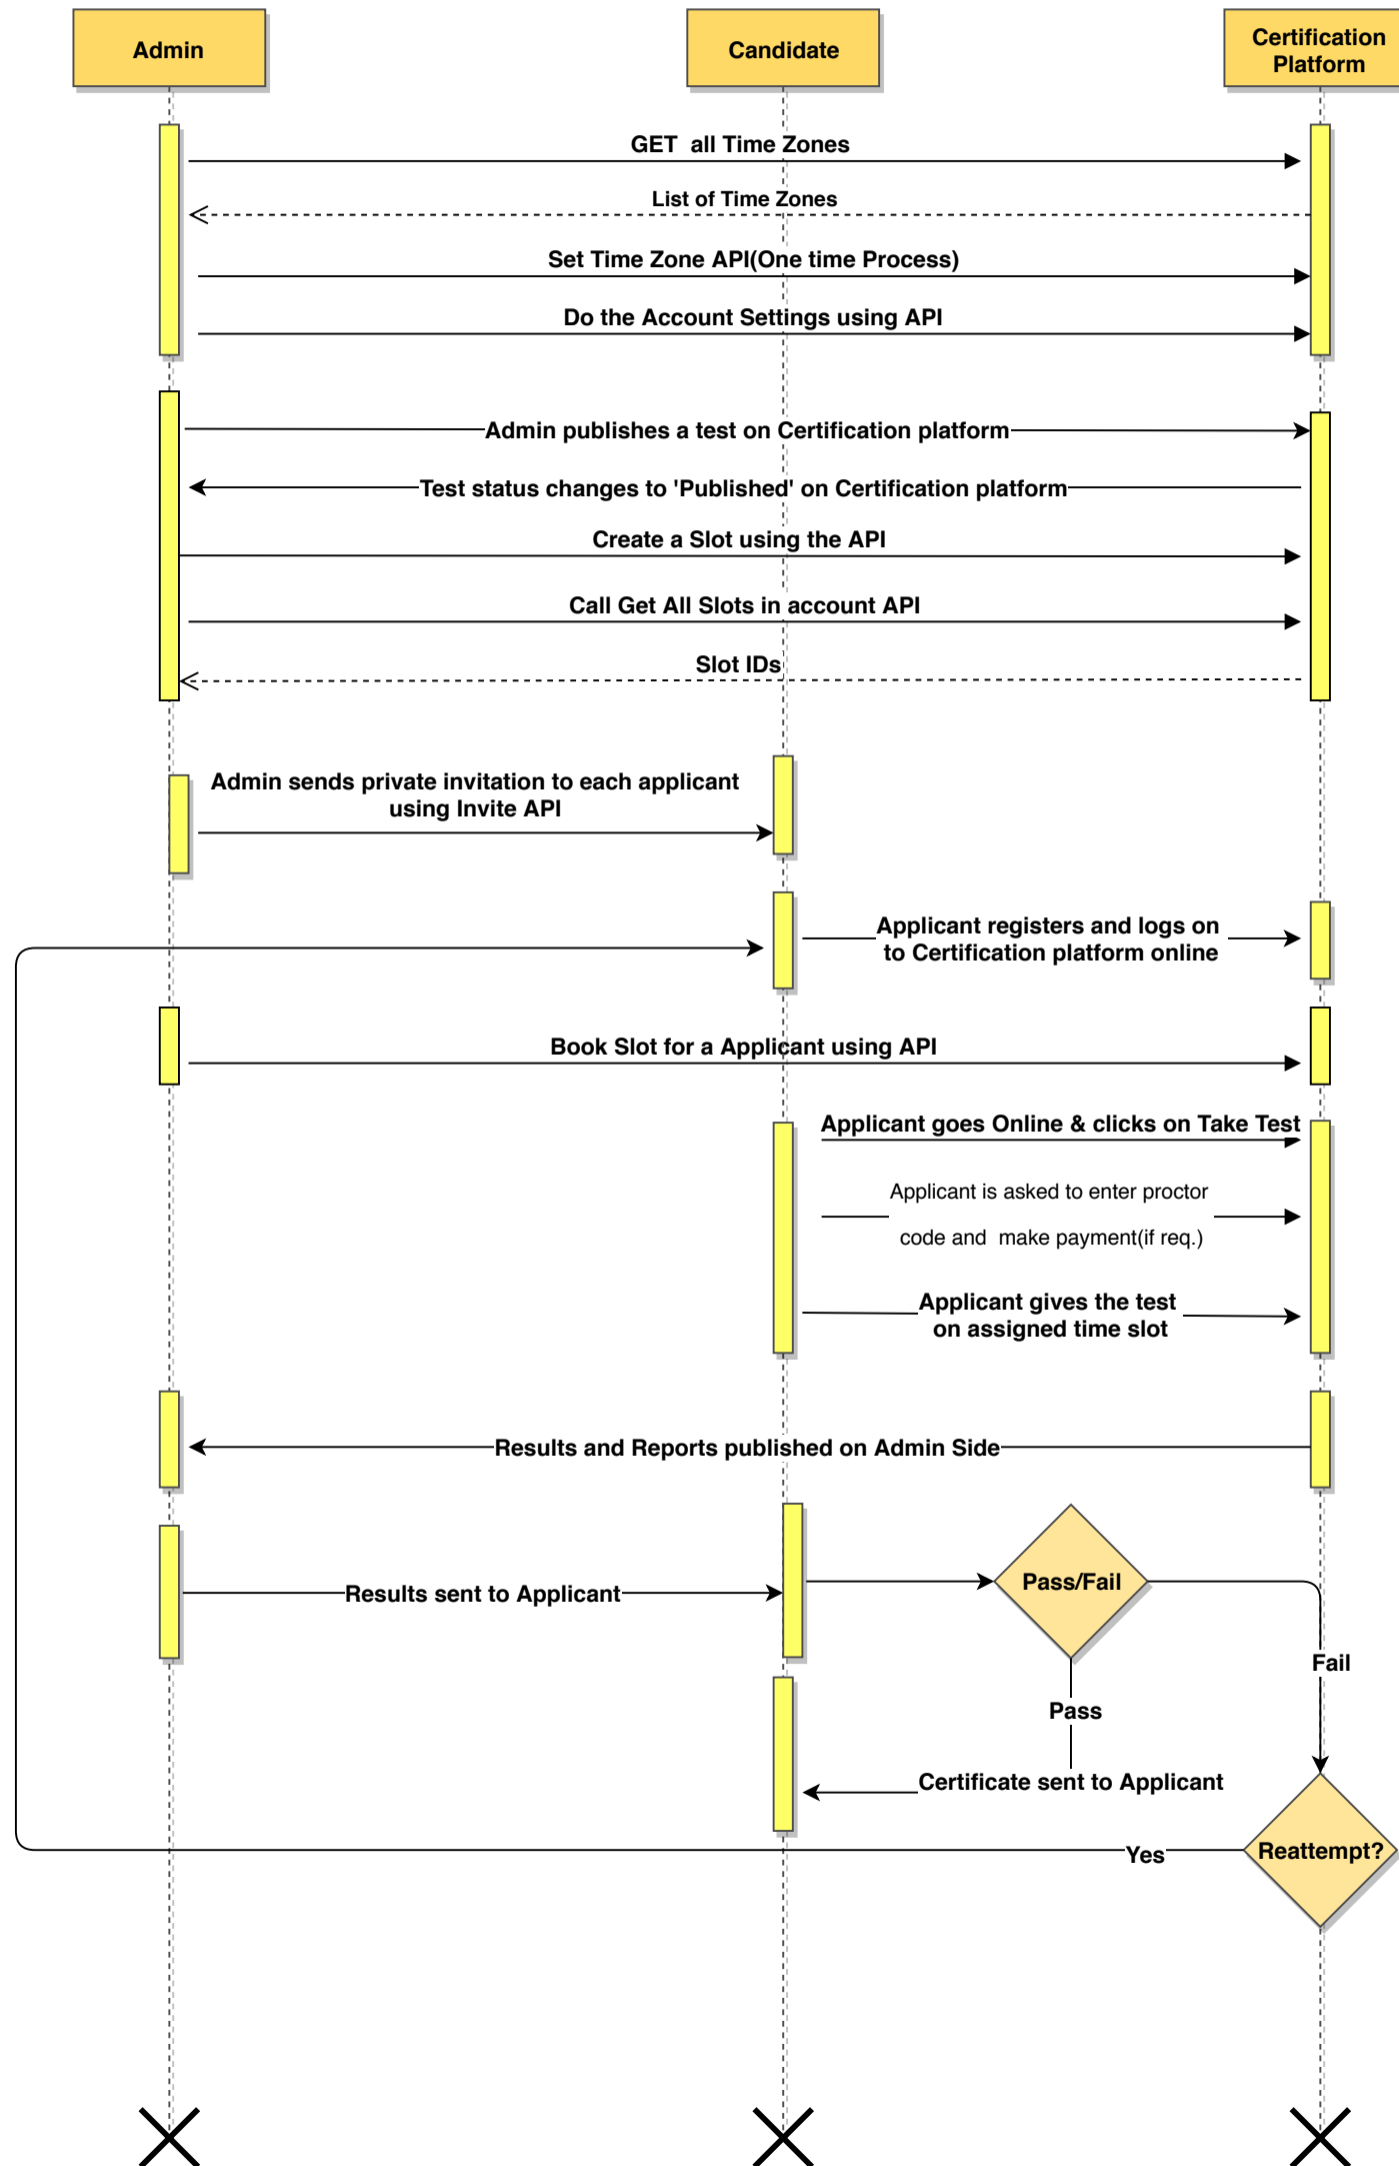 Admin
Candidate
Certification
Platform
GET  all Time Zones
List of Time Zones
Set Time Zone API(One time Process)
Do the Account Settings using API
Admin publishes a test on Certification platform
Test status changes to 'Published' on Certification platform
Create a Slot using the API
Call Get All Slots in account API
Slot IDs
Admin sends private invitation to each applicant
using Invite API
Applicant registers and logs on
to Certification platform online
Book Slot for a Applicant using API
Applicant goes Online & clicks on Take Test
Applicant is asked to enter proctor
code and  make payment(if req.)
Applicant gives the test
on assigned time slot
Results and Reports published on Admin Side
Results sent to Applicant
Pass/Fail
Fail
Pass
Certificate sent to Applicant
Yes
Reattempt?